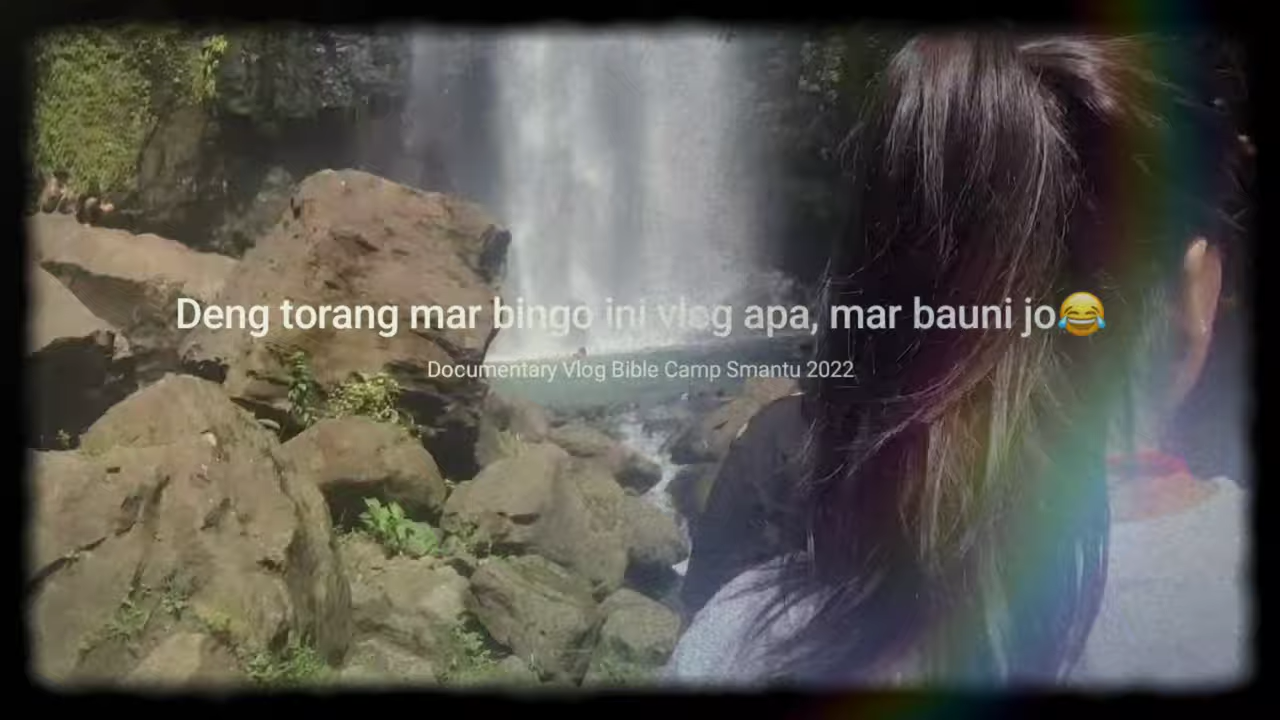 Deng torang mar bingo ini vlog apa, mar bauni jo😂
Documentary Vlog Bible Camp Smantu 2022